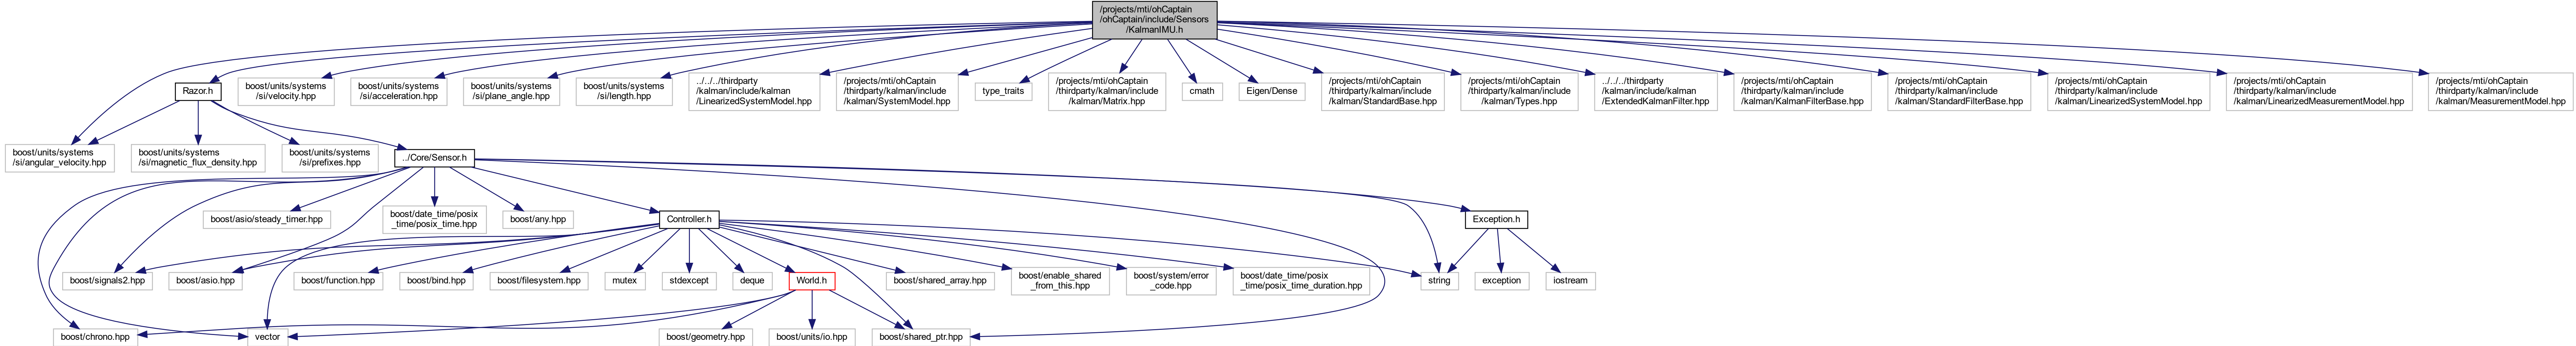 /projects/mti/ohCaptain
/ohCaptain/include/Sensors
/KalmanIMU.h
Razor.h
boost/units/systems
/si/velocity.hpp
boost/units/systems
/si/acceleration.hpp
boost/units/systems
/si/plane_angle.hpp
boost/units/systems
/si/length.hpp
../../../thirdparty
/kalman/include/kalman
/LinearizedSystemModel.hpp
/projects/mti/ohCaptain
/thirdparty/kalman/include
/kalman/SystemModel.hpp
type_traits
/projects/mti/ohCaptain
/thirdparty/kalman/include
/kalman/Matrix.hpp
cmath
Eigen/Dense
/projects/mti/ohCaptain
/thirdparty/kalman/include
/kalman/StandardBase.hpp
/projects/mti/ohCaptain
/thirdparty/kalman/include
/kalman/Types.hpp
../../../thirdparty
/kalman/include/kalman
/ExtendedKalmanFilter.hpp
/projects/mti/ohCaptain
/thirdparty/kalman/include
/kalman/KalmanFilterBase.hpp
/projects/mti/ohCaptain
/thirdparty/kalman/include
/kalman/StandardFilterBase.hpp
/projects/mti/ohCaptain
/thirdparty/kalman/include
/kalman/LinearizedSystemModel.hpp
/projects/mti/ohCaptain
/thirdparty/kalman/include
/kalman/LinearizedMeasurementModel.hpp
/projects/mti/ohCaptain
/thirdparty/kalman/include
/kalman/MeasurementModel.hpp
boost/units/systems
/si/angular_velocity.hpp
boost/units/systems
/si/magnetic_flux_density.hpp
boost/units/systems
/si/prefixes.hpp
../Core/Sensor.h
boost/asio/steady_timer.hpp
boost/date_time/posix
_time/posix_time.hpp
boost/any.hpp
Controller.h
Exception.h
boost/signals2.hpp
boost/asio.hpp
boost/function.hpp
boost/bind.hpp
boost/filesystem.hpp
mutex
stdexcept
deque
World.h
boost/shared_array.hpp
boost/enable_shared
_from_this.hpp
boost/system/error
_code.hpp
boost/date_time/posix
_time/posix_time_duration.hpp
string
exception
iostream
boost/chrono.hpp
vector
boost/geometry.hpp
boost/units/io.hpp
boost/shared_ptr.hpp